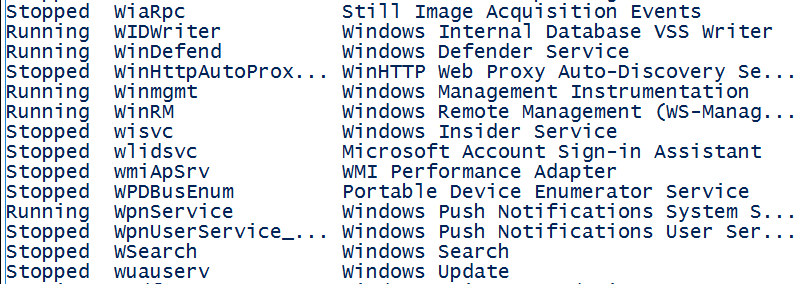 Stopped WiaRpc Still Image Acquisition Events
Running WIDWriter Windows Internal Database VSS Writer
Running WinDefend Windows Defender Service
Stopped WinHttpAutoProx... WinHTTP Web Proxy Auto-Discovery Se...
Running Winmgmt Windows Management Instrumentation
Running WinRM Windows Remote Management (WS-Manag...
Stopped wisvc Windows Insider Service
Stopped wlidsvc Microsoft Account Sign-in Assistant
Stopped wmiApSrv WMI Performance Adapter
Stopped WPDBusEnum Portable Device Enumerator Service
Running WpnService Windows Push Notifications System S...
Stopped WpnUserService_... Windows Push Notifications User Ser...
Stopped WSearch Windows Search
Stopped wuauserv Windows Update